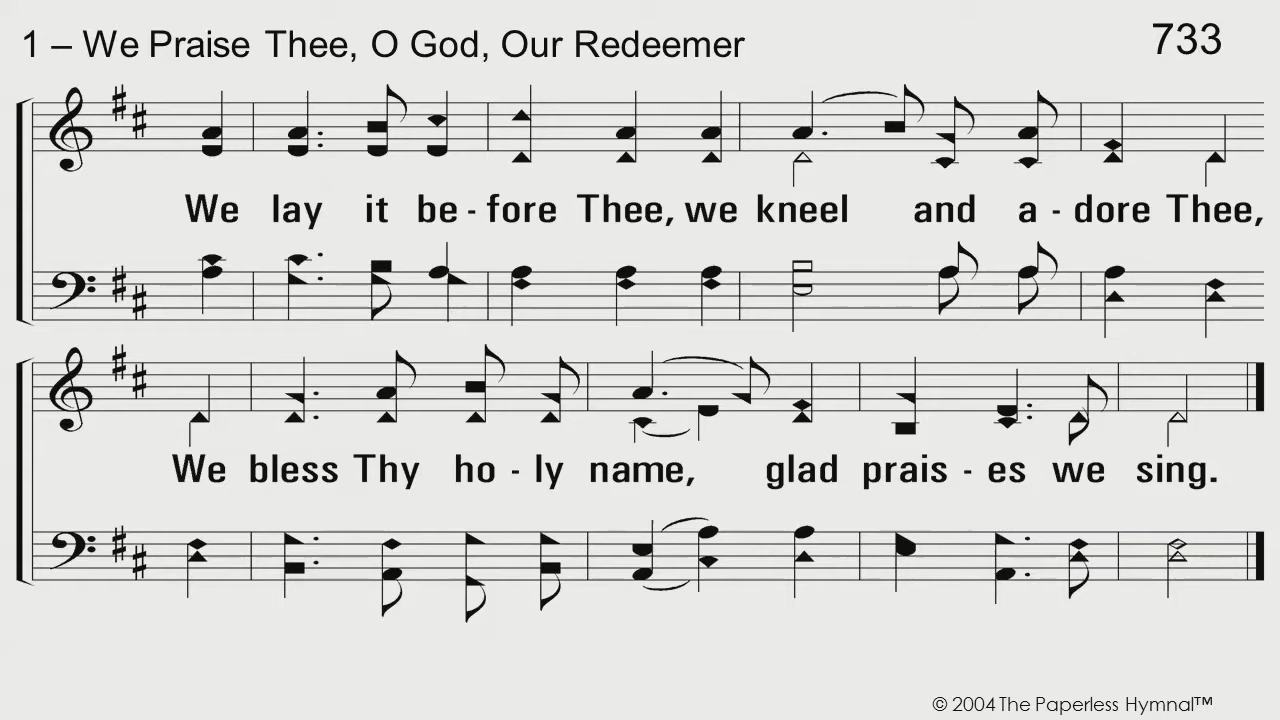 1 – We Praise Thee, O God, Our Redeemer
733
We lay it be - fore Thee, we kneel and a - dore Thee,
We bless Thy ho - ly name, glad prais - es we sing.
© 2004 The Paperless Hymnal™